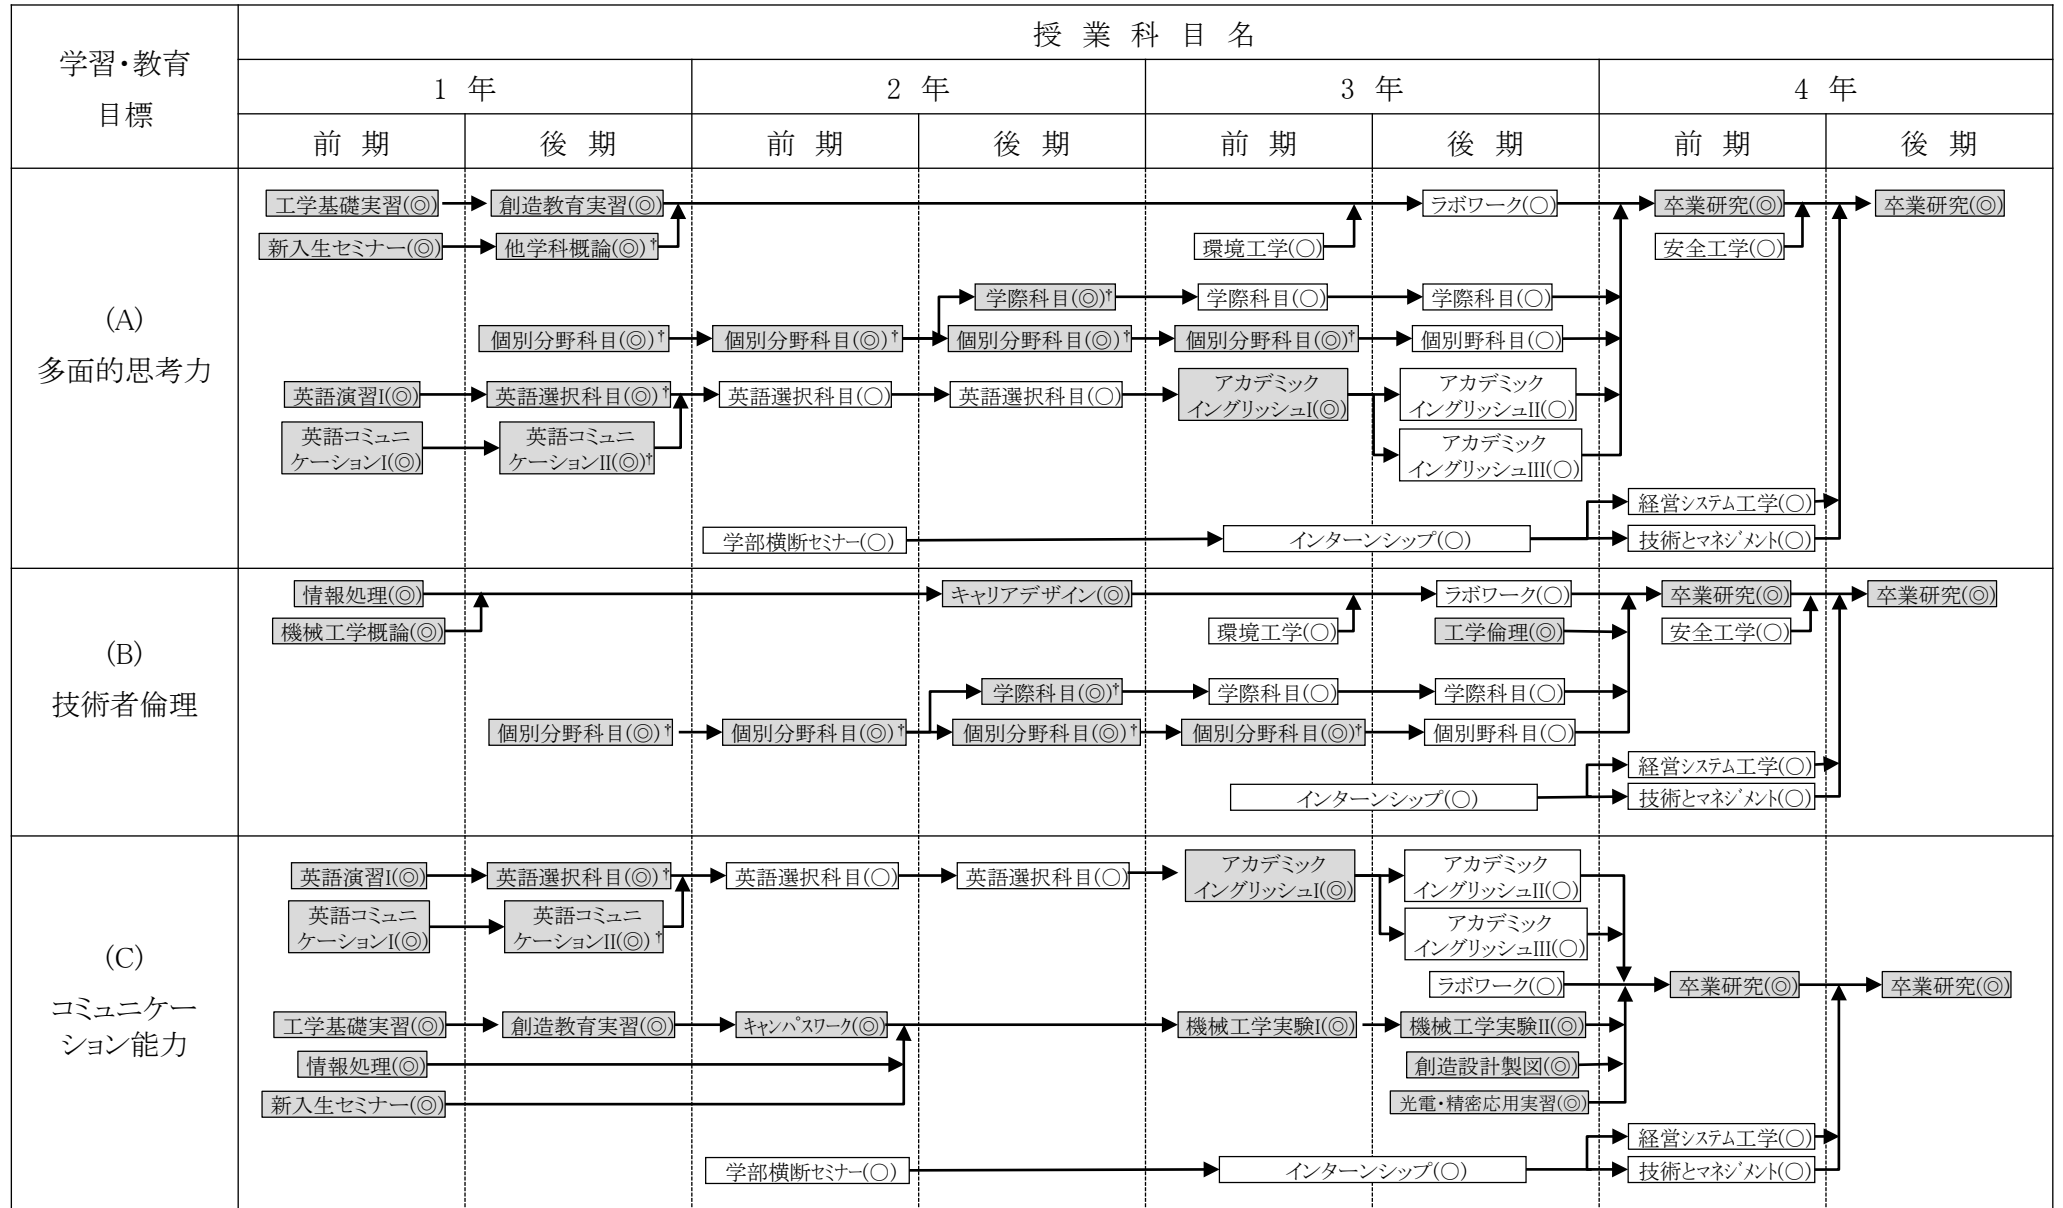 学習・教育
目標
授 業 科 目 名
1 年
2 年
3 年
4 年
前 期
後 期
前 期
後 期
前 期
後 期
前 期
後 期
(A)
多面的思考力
工学基礎実習(◎)
創造教育実習(◎)
ラボワーク(○)
卒業研究(◎)
卒業研究(◎)
新入生セミナー(◎)
他学科概論(◎)†
環境工学(○)
安全工学(○)
学際科目(◎)†
学際科目(○)
学際科目(○)
個別分野科目(◎)†
個別分野科目(◎)†
個別分野科目(◎)†
個別分野科目(◎)†
個別野科目(○)
英語演習I(◎)
英語選択科目(◎)†
英語選択科目(○)
英語選択科目(○)
アカデミック
イングリッシュI(◎)
アカデミック
イングリッシュII(○)
英語コミュニ
ケーションI(◎)
英語コミュニ
ケーションII(◎)†
アカデミック
イングリッシュIII(○)
経営システム工学(○)
学部横断セミナー(○)
インターンシップ(○)
技術とマネジメント(○)
(B)
技術者倫理
情報処理(◎)
キャリアデザイン(◎)
ラボワーク(○)
卒業研究(◎)
卒業研究(◎)
機械工学概論(◎)
環境工学(○)
工学倫理(◎)
安全工学(○)
学際科目(◎)†
学際科目(○)
学際科目(○)
個別分野科目(◎)†
個別分野科目(◎)†
個別分野科目(◎)†
個別分野科目(◎)†
個別野科目(○)
経営システム工学(○)
インターンシップ(○)
技術とマネジメント(○)
(C)
コミュニケー
ション能力
英語演習I(◎)
英語選択科目(◎)†
英語選択科目(○)
英語選択科目(○)
アカデミック
イングリッシュI(◎)
アカデミック
イングリッシュII(○)
英語コミュニ
ケーションI(◎)
英語コミュニ
ケーションII(◎)†
アカデミック
イングリッシュIII(○)
ラボワーク(○)
卒業研究(◎)
卒業研究(◎)
工学基礎実習(◎)
創造教育実習(◎)
キャンパスワーク(◎)
機械工学実験I(◎)
機械工学実験II(◎)
情報処理(◎)
創造設計製図(◎)
新入生セミナー(◎)
光電・精密応用実習(◎)
経営システム工学(○)
学部横断セミナー(○)
インターンシップ(○)
技術とマネジメント(○)